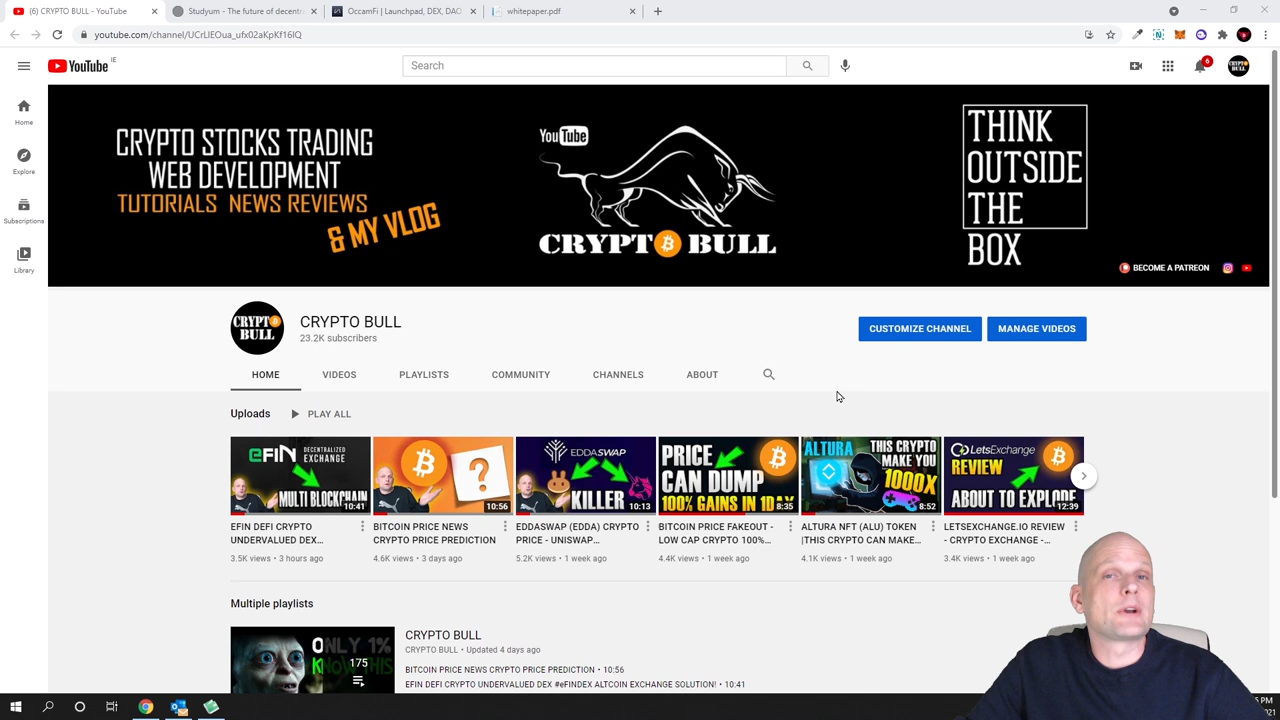 (6) CRYPTO BULL - YouTube
Studyum - The future of decentr
OccamFi | Launchpad, DEX, DAO
whitepaper.pdf
youtube.com/channel/UCrLlEOua_ufx02aKpKf16IQ
YouTube
IE
Search
6
Home
Explore
Subscriptions
Library
CRYPTO STOCKS TRADING
WEB DEVELOPMENT
TUTORIALS NEWS REVIEWS
& MY VLOG
YouTube
CRYPT BULL
THINK
OUTSIDE
THE
BOX
BECOME A PATREON
CRYPT
BULL
CRYPTO BULL
23.2K subscribers
CUSTOMIZE CHANNEL
MANAGE VIDEOS
HOME
VIDEOS
PLAYLISTS
COMMUNITY
CHANNELS
ABOUT
Uploads
PLAY ALL
eFIN DECENTRALIZED EXCHANGE
MULTI BLOCKCHAIN
10:41
?
10:56
EDDASWAP
KILLER
10:13
PRICE
CAN DUMP
100% GAINS IN 1DAY
8:35
ALTURA
THIS CRYPTO
MAKE YOU
1000X
8:52
LetsExchange
REVIEW
ABOUT TO EXPLODE
12:39
EFIN DEFI CRYPTO
UNDERVALUED DEX...
3.5K views • 3 hours ago
BITCOIN PRICE NEWS
CRYPTO PRICE PREDICTION
4.6K views • 3 days ago
EDDASWAP (EDDA) CRYPTO
PRICE - UNISWAP...
5.2K views • 1 week ago
BITCOIN PRICE FAKEOUT -
LOW CAP CRYPTO 100%...
4.4K views • 1 week ago
ALTURA NFT (ALU) TOKEN
|THIS CRYPTO CAN MAKE...
4.1K views • 1 week ago
LETSEXCHANGE.IO REVIEW
- CRYPTO EXCHANGE -...
3.4K views • 1 week ago
Multiple playlists
ONLY 1%
KNOW THIS
175
CRYPTO BULL
CRYPTO BULL • Updated 4 days ago
BITCOIN PRICE NEWS CRYPTO PRICE PREDICTION • 10:56
EFIN DEFI CRYPTO UNDERVALUED DEX #eFINDEX ALTCOIN EXCHANGE SOLUTION! • 10:41
PM